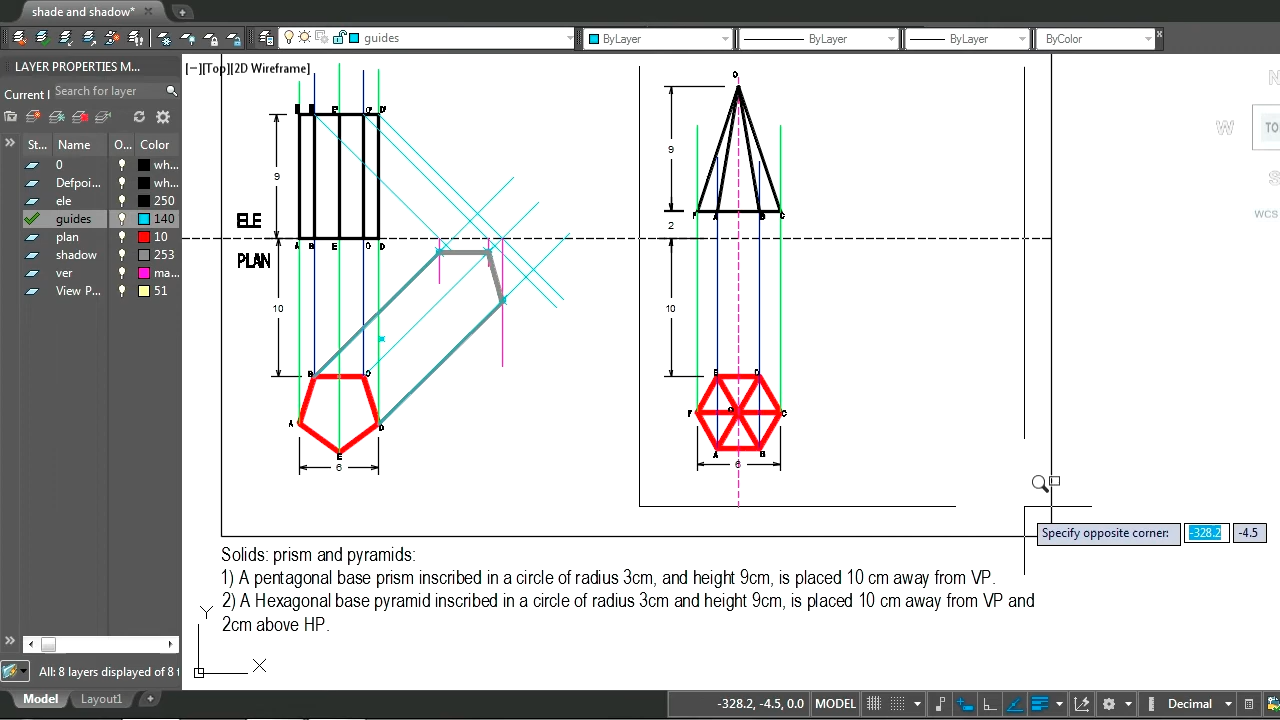 shade and shadow*
guides
ByLayer
ByLayer
ByLayer
ByColor
LAYER PROPERTIES M...
Current l
Search for layer
St... Name O... Color
0 wh...
Defpoi... wh...
ele 250
guides 140
plan 10
shadow 253
ver ma...
View P... 51
All: 8 layers displayed of 8 t
[−][Top][2D Wireframe]
N
W
TO
S
WCS
E' C' D'
9
ELE
A B E C D
PLAN
10
B C
A D
E
6
O
9
F A B C
2
10
E D
F O C
A B
6
Specify opposite corner: -328.2 -4.5
Solids: prism and pyramids:
1) A pentagonal base prism inscribed in a circle of radius 3cm, and height 9cm, is placed 10 cm away from VP.
2) A Hexagonal base pyramid inscribed in a circle of radius 3cm and height 9cm, is placed 10 cm away from VP and
2cm above HP.
Y
X
Model
Layout1
-328.2, -4.5, 0.0
MODEL
Decimal